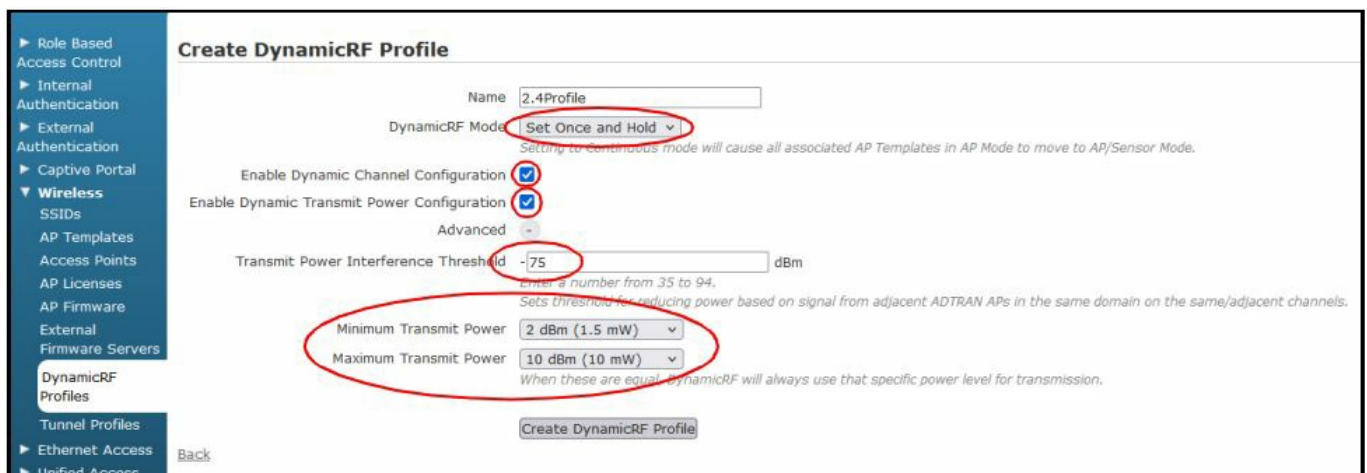 Role Based
Access Control
Internal
Authentication
External
Authentication
Captive Portal
Wireless
SSIDs
AP Templates
Access Points
AP Licenses
AP Firmware
External
Firmware Servers
DynamicRF
Profiles
Tunnel Profiles
Ethernet Access
Unified Access
Create DynamicRF Profile
Name 2.4Profile
DynamicRF Mode Set Once and Hold
Setting to Continuous mode will cause all associated AP Templates in AP Mode to move to AP/Sensor Mode.
Enable Dynamic Channel Configuration
Enable Dynamic Transmit Power Configuration
Advanced -
Transmit Power Interference Threshold -75 dBm
Enter a number from 35 to 94.
Sets threshold for reducing power based on signal from adjacent ADTRAN APs in the same domain on the same/adjacent channels.
Minimum Transmit Power 2 dBm (1.5 mW)
Maximum Transmit Power 10 dBm (10 mW)
When these are equal, DynamicRF will always use that specific power level for transmission.
Create DynamicRF Profile
Back